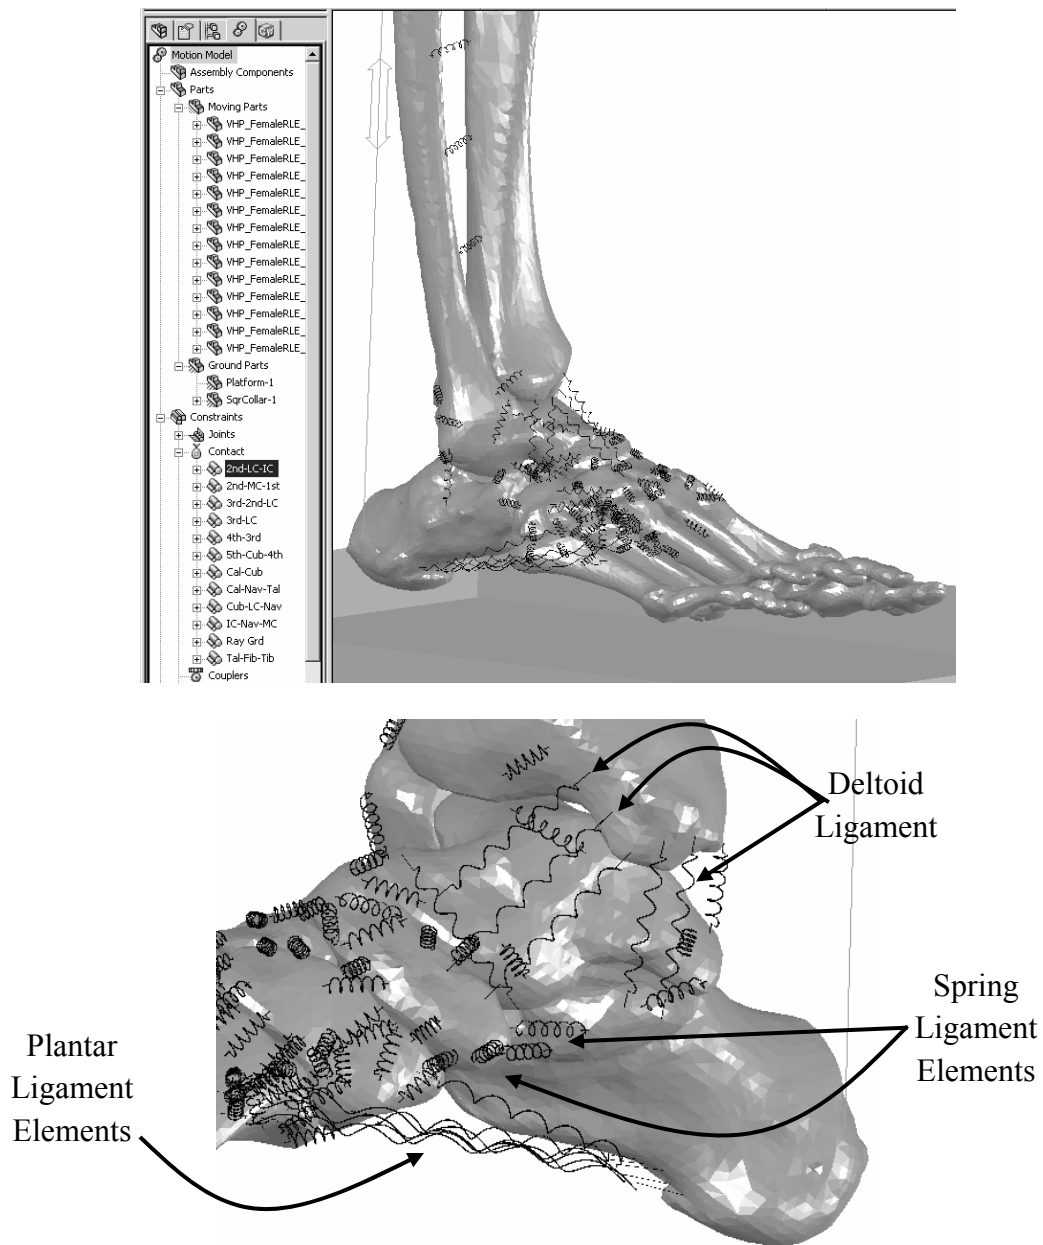 Motion Model
Assembly Components
Parts
Moving Parts
VHP_FemaleRLE_
VHP_FemaleRLE_
VHP_FemaleRLE_
VHP_FemaleRLE_
VHP_FemaleRLE_
VHP_FemaleRLE_
VHP_FemaleRLE_
VHP_FemaleRLE_
VHP_FemaleRLE_
VHP_FemaleRLE_
VHP_FemaleRLE_
VHP_FemaleRLE_
VHP_FemaleRLE_
VHP_FemaleRLE_
Ground Parts
Platform-1
SqrCollar-1
Constraints
Joints
Contact
2nd-LC-IC
2nd-MC-1st
3rd-2nd-LC
3rd-LC
4th-3rd
5th-Cub-4th
Cal-Cub
Cal-Nav-Tal
Cub-LC-Nav
IC-Nav-MC
Ray Grd
Tal-Fib-Tib
Couplers
Deltoid
Ligament
Spring
Ligament
Elements
Plantar
Ligament
Elements